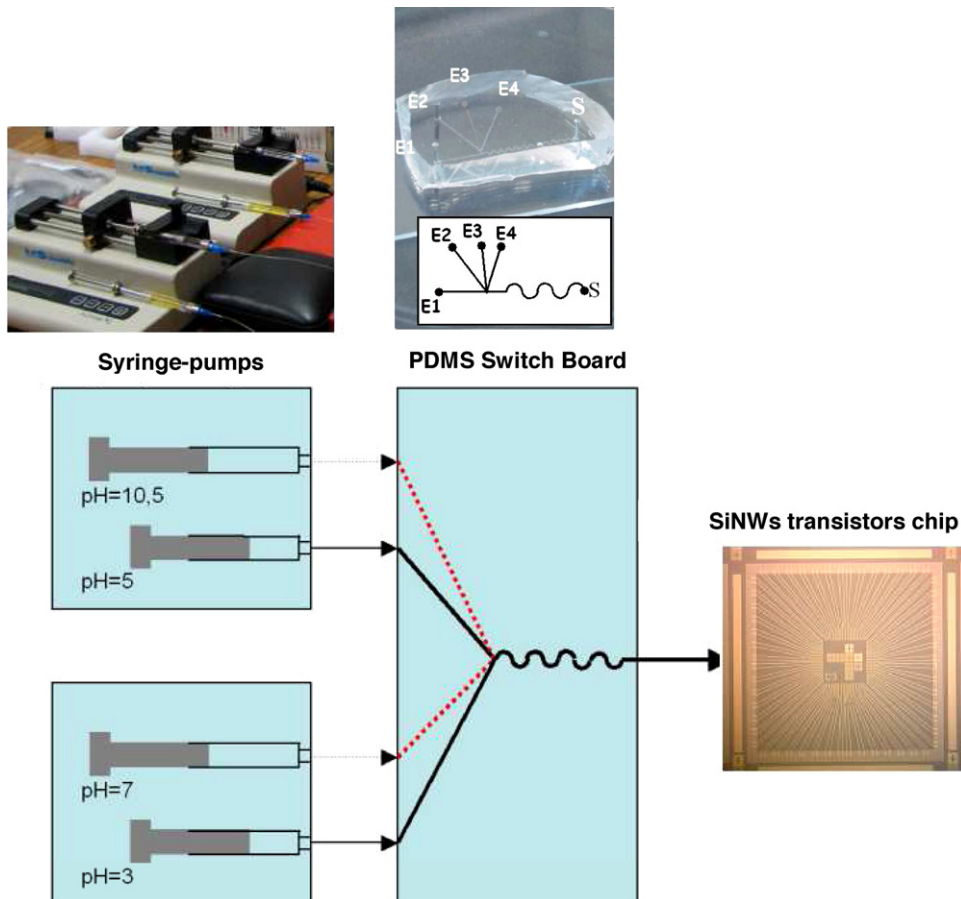 E3
E2
E4
S
E1
E2
E3
E4
S
E1
Syringe-pumps
PDMS Switch Board
pH=10,5
pH=5
SiNWs transistors chip
pH=7
pH=3